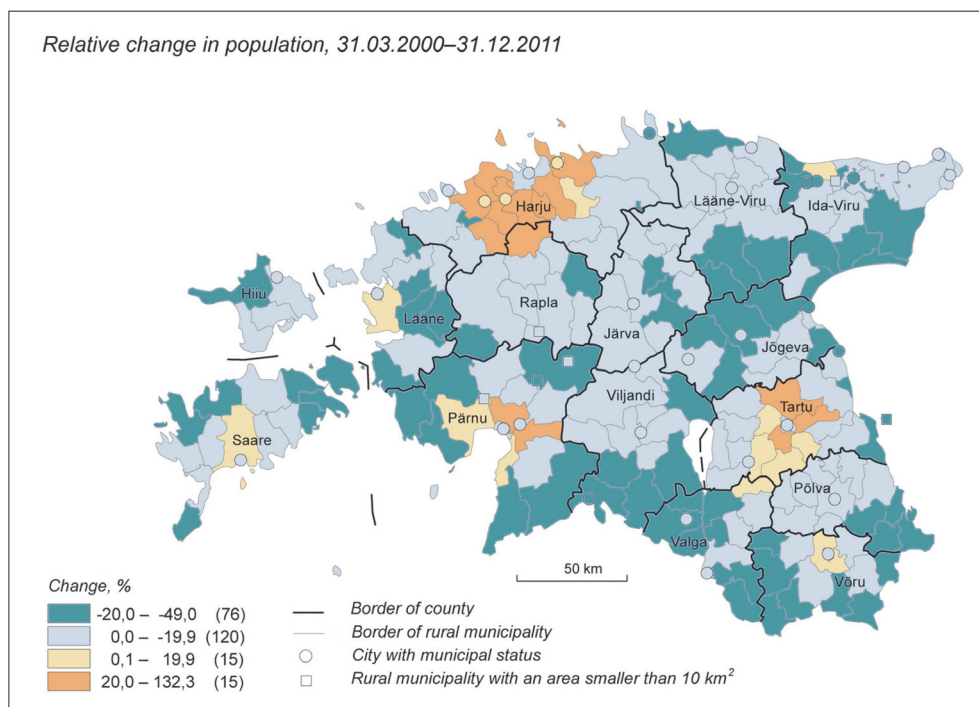 Relative change in population, 31.03.2000–31.12.2011
Harju
Lääne-Viru
Ida-Viru
Hiiu
Lääne
Rapla
Järva
Jõgeva
Saare
Pärnu
Viljandi
Tartu
Põlva
Valga
Võru
50 km
Change, %
-20,0 – -49,0 (76)
0,0 – -19,9 (120)
0,1 – 19,9 (15)
20,0 – 132,3 (15)
Border of county
Border of rural municipality
City with municipal status
Rural municipality with an area smaller than 10 km²